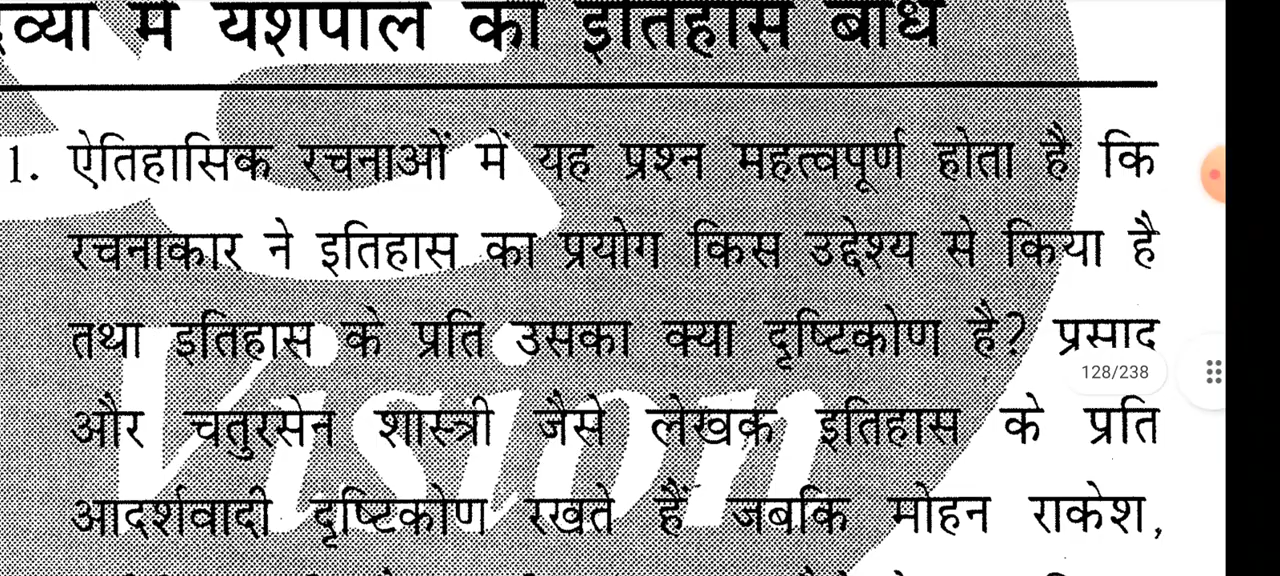 दिव्या में यशपाल का इतिहास बोध
1. ऐतिहासिक रचनाओं में यह प्रश्न महत्वपूर्ण होता है कि
रचनाकार ने इतिहास का प्रयोग किस उद्देश्य से किया है
तथा इतिहास के प्रति उसका क्या दृष्टिकोण है? प्रसाद
128/238
और चतुरसेन शास्त्री जैसे लेखक इतिहास के प्रति
Vision
आदर्शवादी दृष्टिकोण रखते हैं जबकि मोहन राकेश,